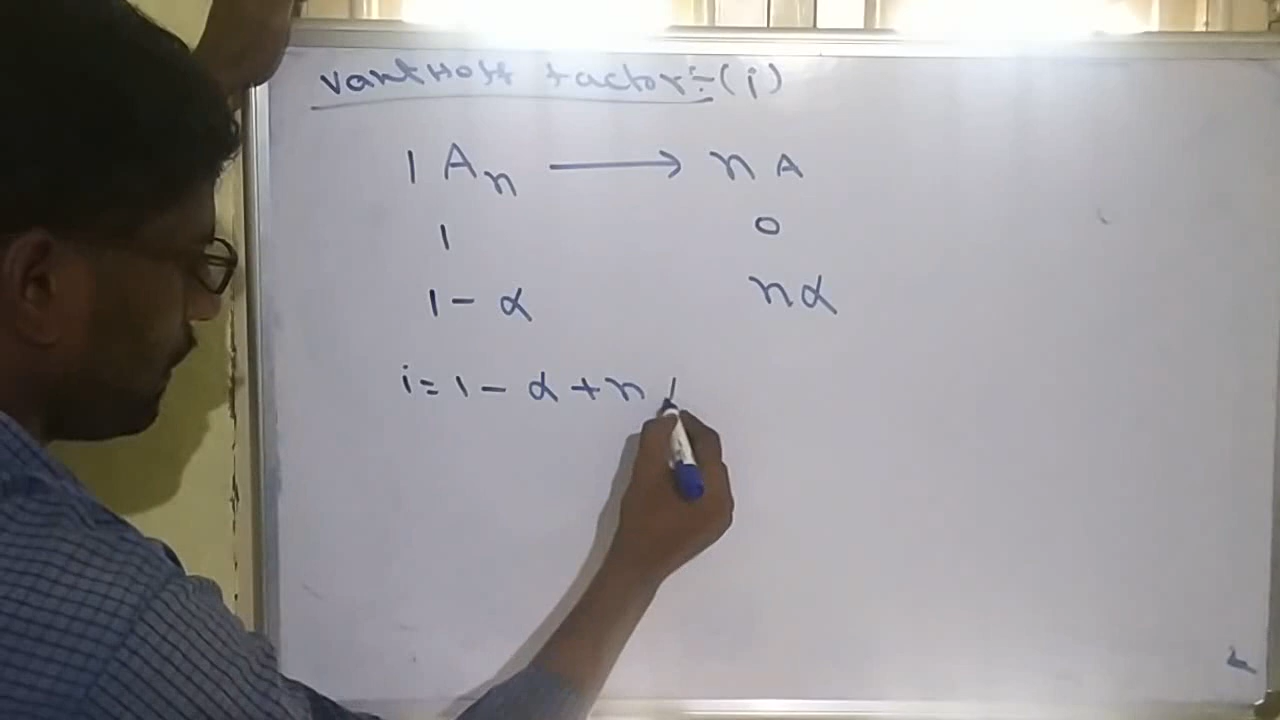 Vant Hoff factor :- (i)
1 Aₙ ⟶ n A
1 0
1 - α nα
i = 1 - α + n